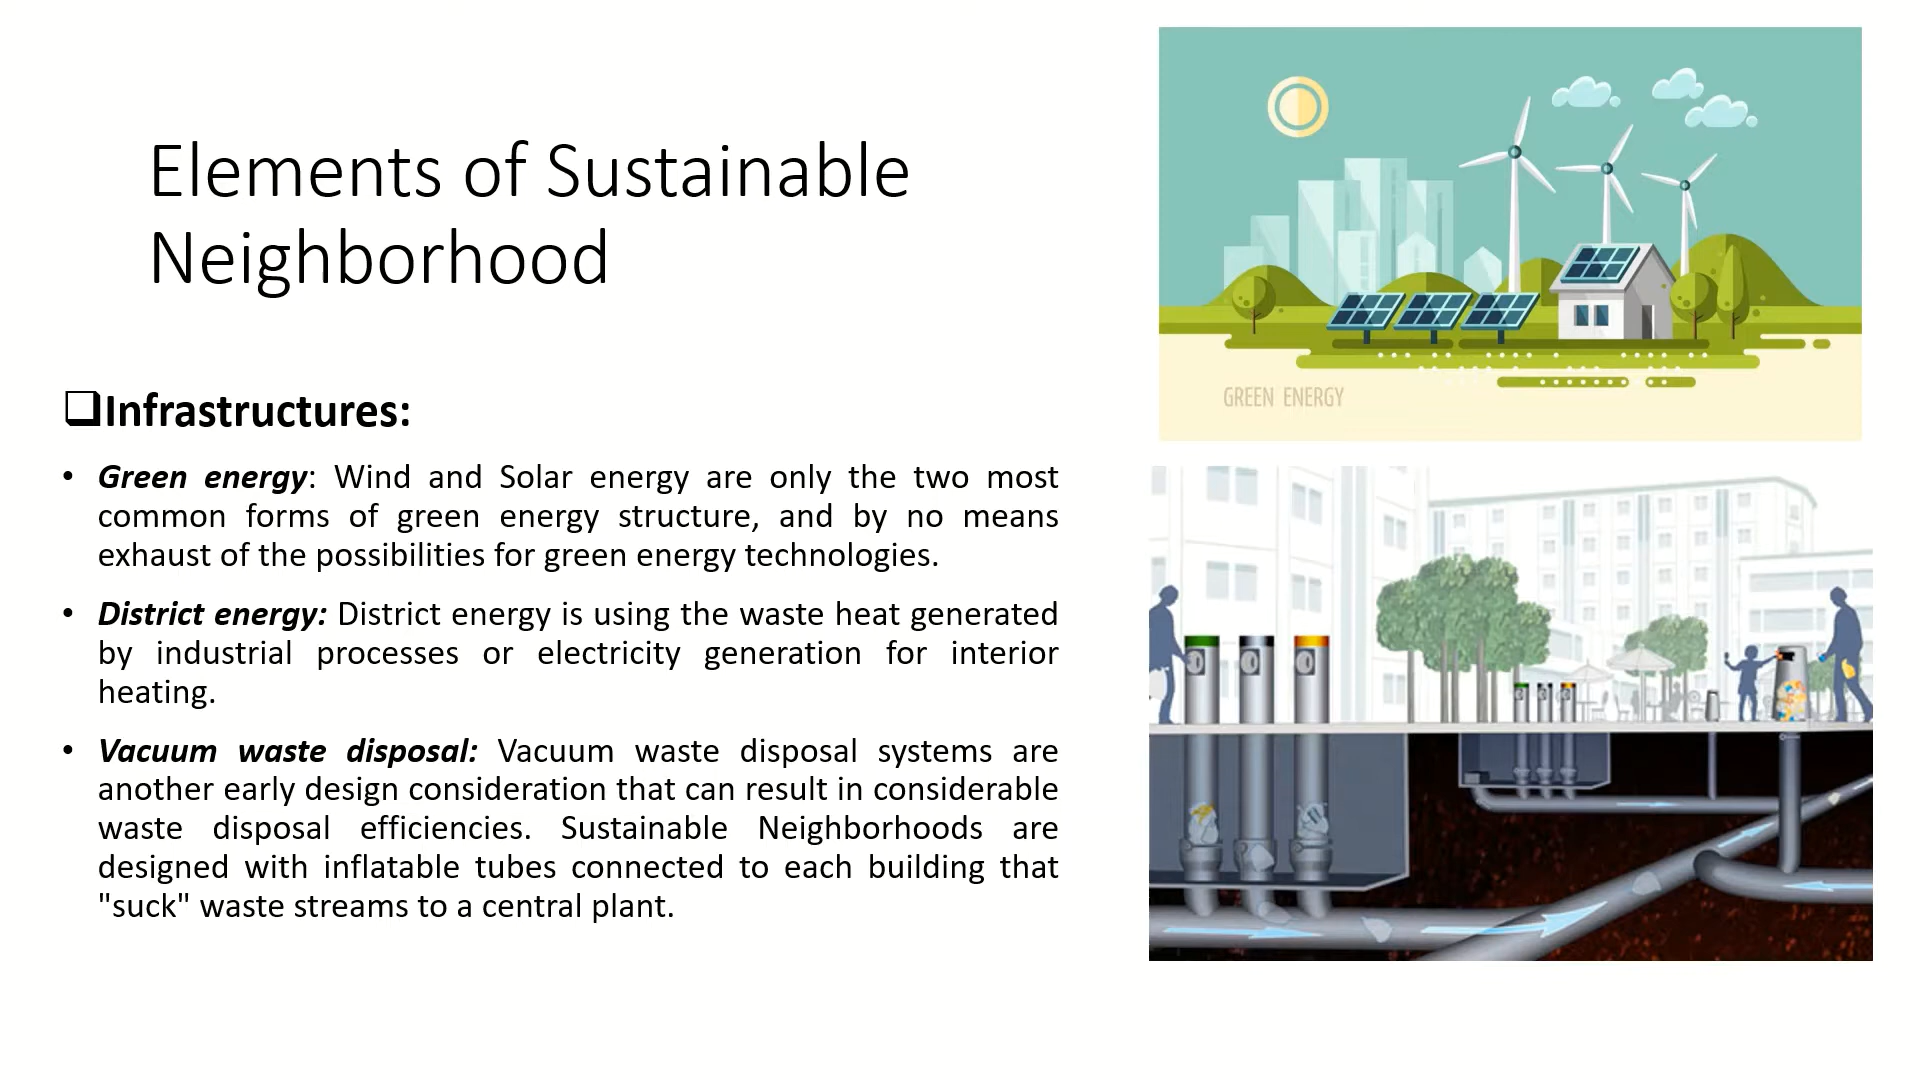 Elements of Sustainable
Neighborhood
❑Infrastructures:
• Green energy: Wind and Solar energy are only the two most
common forms of green energy structure, and by no means
exhaust of the possibilities for green energy technologies.
• District energy: District energy is using the waste heat generated
by industrial processes or electricity generation for interior
heating.
• Vacuum waste disposal: Vacuum waste disposal systems are
another early design consideration that can result in considerable
waste disposal efficiencies. Sustainable Neighborhoods are
designed with inflatable tubes connected to each building that
"suck" waste streams to a central plant.
GREEN ENERGY